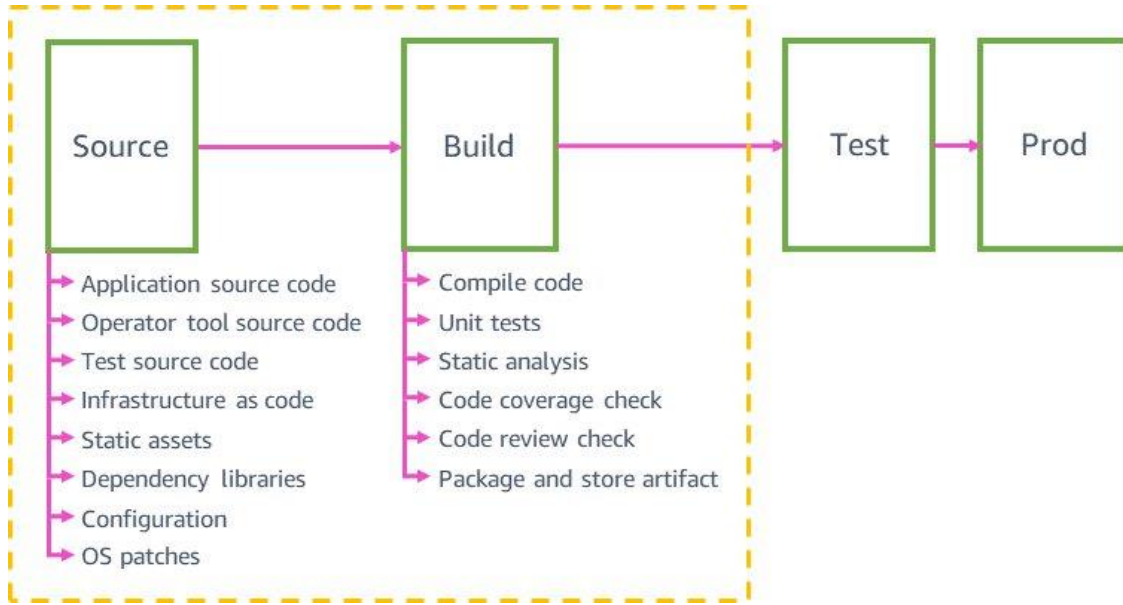 Source
Build
Test
Prod
Application source code
Operator tool source code
Test source code
Infrastructure as code
Static assets
Dependency libraries
Configuration
OS patches
Compile code
Unit tests
Static analysis
Code coverage check
Code review check
Package and store artifact